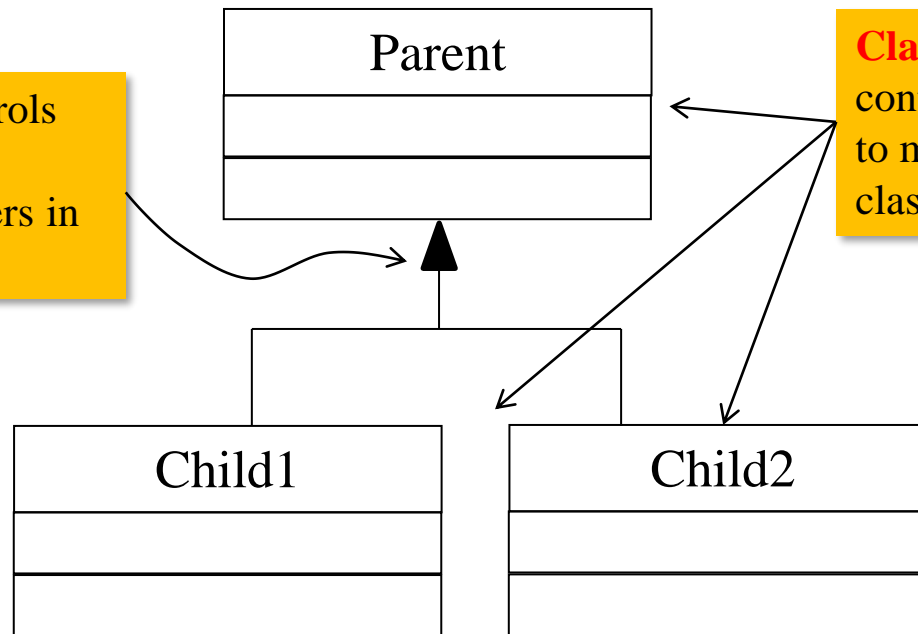 Parent
rols
ers in
Cla
con
to m
clas
Child1
Child2